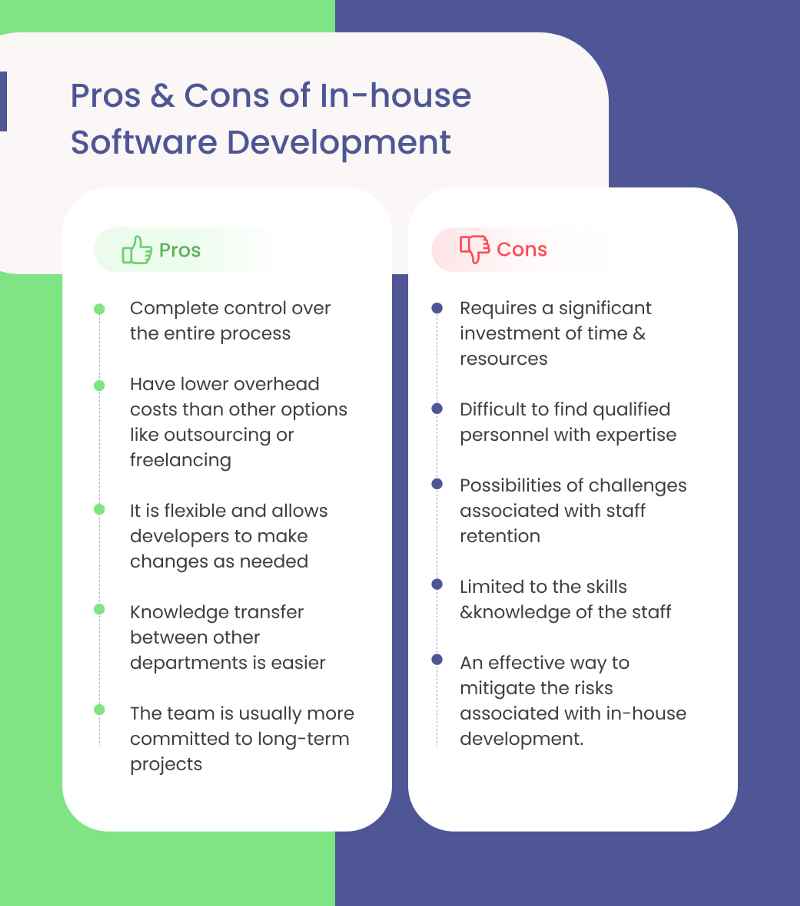 Pros & Cons of In-house
Software Development
Pros
Complete control over
the entire process
Have lower overhead
costs than other options
like outsourcing or
freelancing
It is flexible and allows
developers to make
changes as needed
Knowledge transfer
between other
departments is easier
The team is usually more
committed to long-term
projects
Cons
Requires a significant
investment of time &
resources
Difficult to find qualified
personnel with expertise
Possibilities of challenges
associated with staff
retention
Limited to the skills
&knowledge of the staff
An effective way to
mitigate the risks
associated with in-house
development.